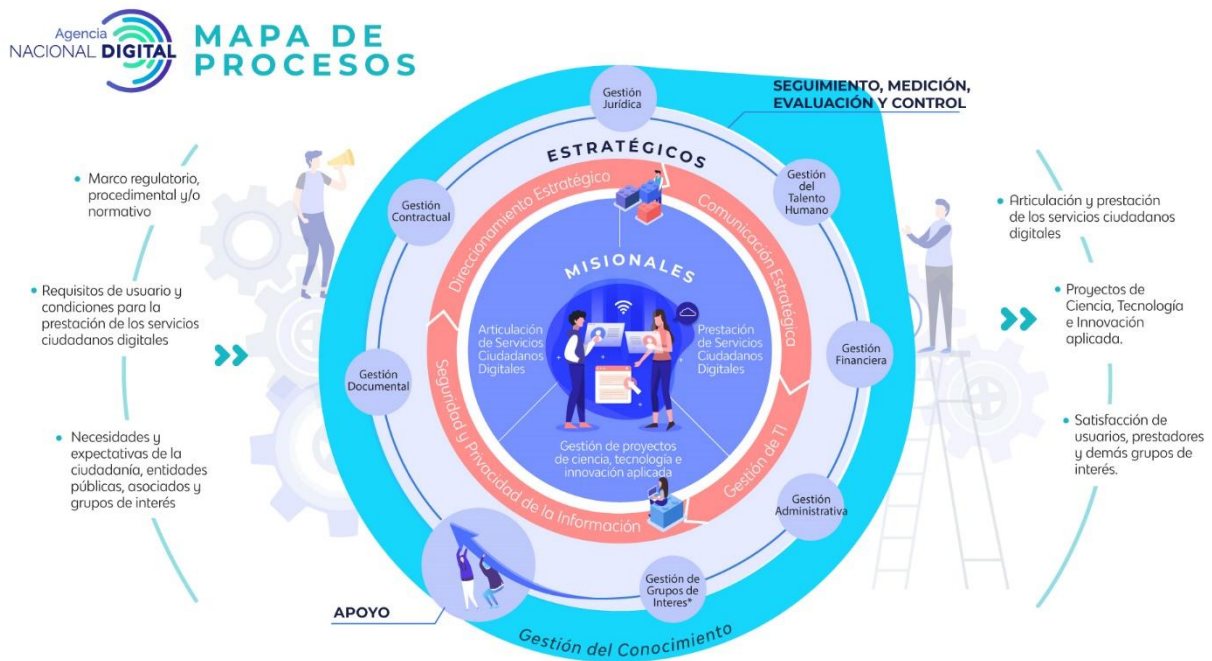 Agencia
NACIONAL DIGITAL
MAPA DE
PROCESOS
Marco regulatorio,
procedimental y/o
normativo
Requisitos de usuario y
condiciones para la
prestación de los servicios
ciudadanos digitales
Necesidades y
expectativas de la
ciudadanía, entidades
públicas, asociados y
grupos de interés
SEGUIMIENTO, MEDICIÓN,
EVALUACIÓN Y CONTROL
Gestión
Jurídica
Gestión
del
Talento
Humano
Gestión
Financiera
Gestión
Administrativa
Gestión de
Grupos de
Interes*
Gestión
Documental
Gestión
Contractual
ESTRATÉGICOS
Direccionamiento Estratégico
Comunicación Estratégica
Gestión de TI
Seguridad y Privacidad de la Información
MISIONALES
Articulación
de Servicios
Ciudadanos
Digitales
Prestación
de Servicios
Ciudadanos
Digitales
Gestión de proyectos
de ciencia, tecnología e
innovación aplicada
APOYO
Gestión del Conocimiento
Articulación y prestación
de los servicios ciudadanos
digitales
Proyectos de
Ciencia, Tecnología
e Innovación
aplicada.
Satisfacción de
usuarios, prestadores
y demás grupos de
interés.